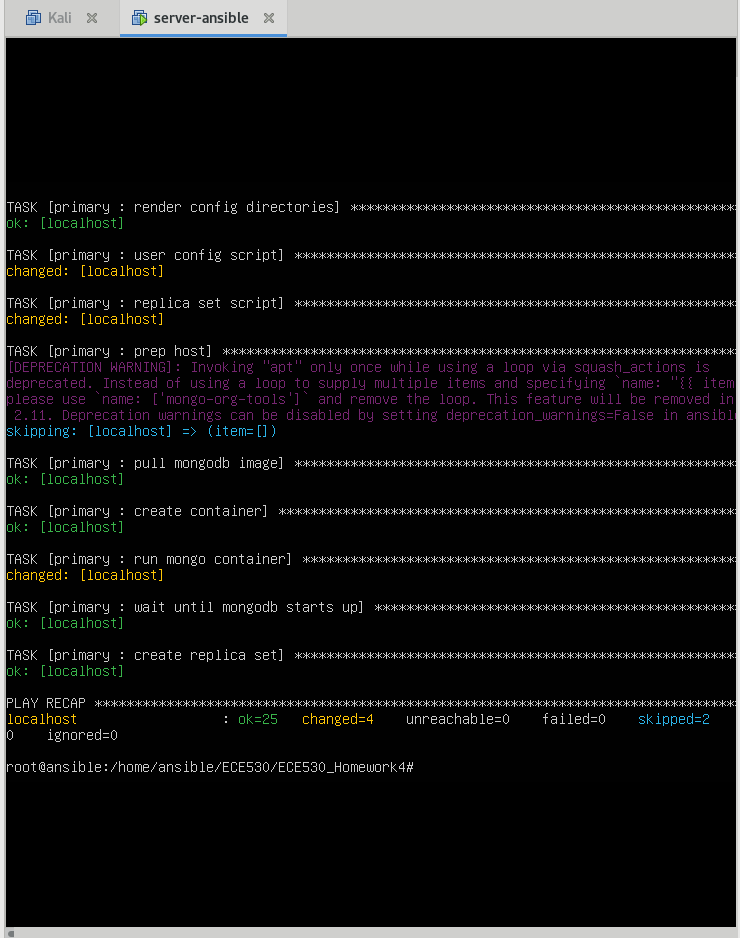 Kali
server-ansible
TASK [primary : render config directories] *************************************************
ok: [localhost]
TASK [primary : user config script] ********************************************************
changed: [localhost]
TASK [primary : replica set script] ********************************************************
changed: [localhost]
TASK [primary : prep host] *****************************************************************
[DEPRECATION WARNING]: Invoking "apt" only once while using a loop via squash_actions is
deprecated. Instead of using a loop to supply multiple items and specifying `name: "{{ item
please use `name: ['mongo-org-tools']` and remove the loop. This feature will be removed in
2.11. Deprecation warnings can be disabled by setting deprecation_warnings=False in ansible
skipping: [localhost] => (item=[])
TASK [primary : pull mongodb image] ********************************************************
ok: [localhost]
TASK [primary : create container] **********************************************************
ok: [localhost]
TASK [primary : run mongo container] *******************************************************
changed: [localhost]
TASK [primary : wait until mongodb starts up] **********************************************
ok: [localhost]
TASK [primary : create replica set] ********************************************************
ok: [localhost]
PLAY RECAP *********************************************************************************
localhost                  : ok=25   changed=4    unreachable=0    failed=0    skipped=2
0    ignored=0
root@ansible:/home/ansible/ECE530/ECE530_Homework4#